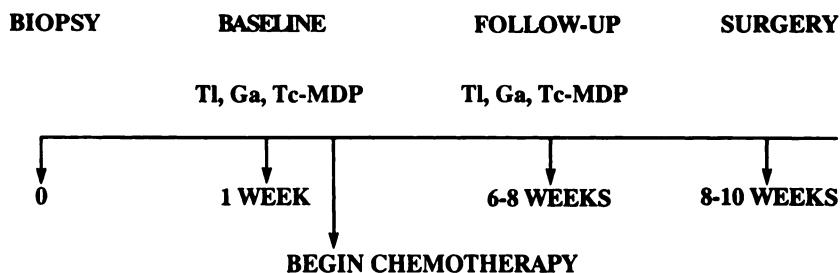 BIOPSY BASELINE FOLLOW-UP SURGERY
Tl, Ga, Tc-MDP Tl, Ga, Tc-MDP
0 1 WEEK 6-8 WEEKS 8-10 WEEKS
BEGIN CHEMOTHERAPY